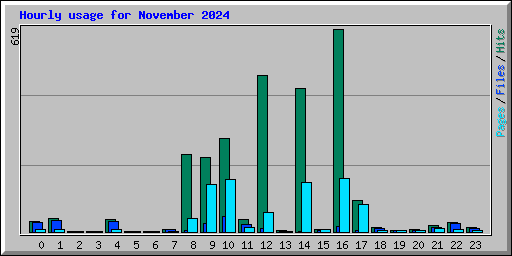 Hourly usage for November 2024
619
Pages / Files / Hits
0 1 2 3 4 5 6 7 8 9 10 11 12 13 14 15 16 17 18 19 20 21 22 23